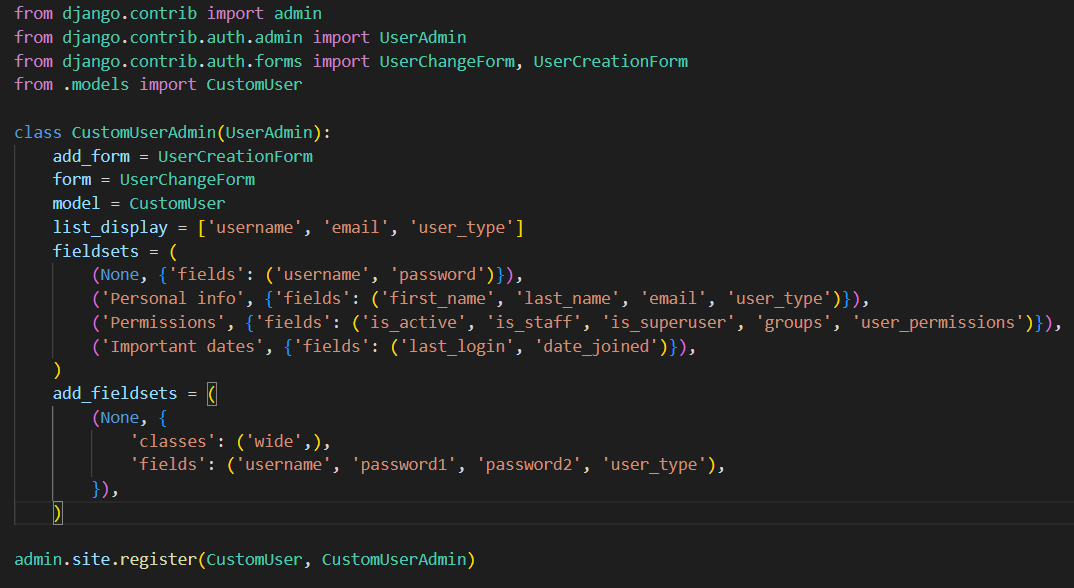 from django.contrib import admin
from django.contrib.auth.admin import UserAdmin
from django.contrib.auth.forms import UserChangeForm, UserCreationForm
from .models import CustomUser

class CustomUserAdmin(UserAdmin):
    add_form = UserCreationForm
    form = UserChangeForm
    model = CustomUser
    list_display = ['username', 'email', 'user_type']
    fieldsets = (
        (None, {'fields': ('username', 'password')}),
        ('Personal info', {'fields': ('first_name', 'last_name', 'email', 'user_type')}),
        ('Permissions', {'fields': ('is_active', 'is_staff', 'is_superuser', 'groups', 'user_permissions')}),
        ('Important dates', {'fields': ('last_login', 'date_joined')}),
    )
    add_fieldsets = (
        (None, {
            'classes': ('wide',),
            'fields': ('username', 'password1', 'password2', 'user_type'),
        }),
    )

admin.site.register(CustomUser, CustomUserAdmin)